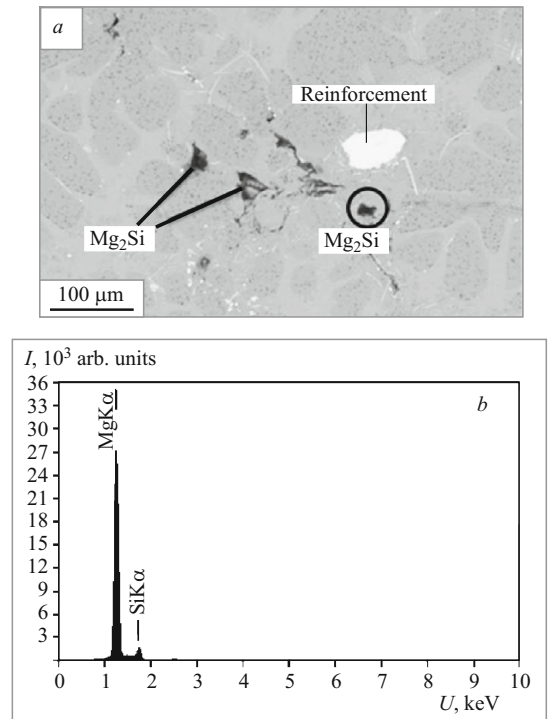 a
Reinforcement
Mg₂Si
Mg₂Si
100 μm
I, 10³ arb. units
b
36
33
30
27
24
21
18
15
12
9
6
3
MgKα
SiKα
0 1 2 3 4 5 6 7 8 9 10
U, keV